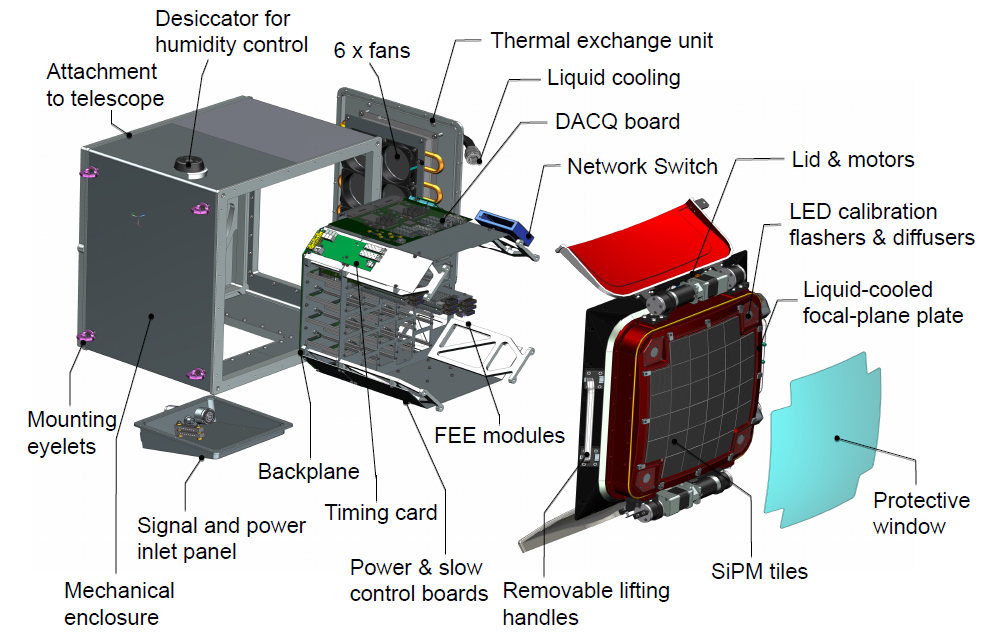 Desiccator for
humidity control
6 x fans
Thermal exchange unit
Attachment
to telescope
Liquid cooling
DACQ board
Network Switch
Lid & motors
LED calibration
flashers & diffusers
Liquid-cooled
focal-plane plate
Mounting
eyelets
FEE modules
Backplane
Timing card
Signal and power
inlet panel
Protective
window
Power & slow
control boards
SiPM tiles
Removable lifting
handles
Mechanical
enclosure